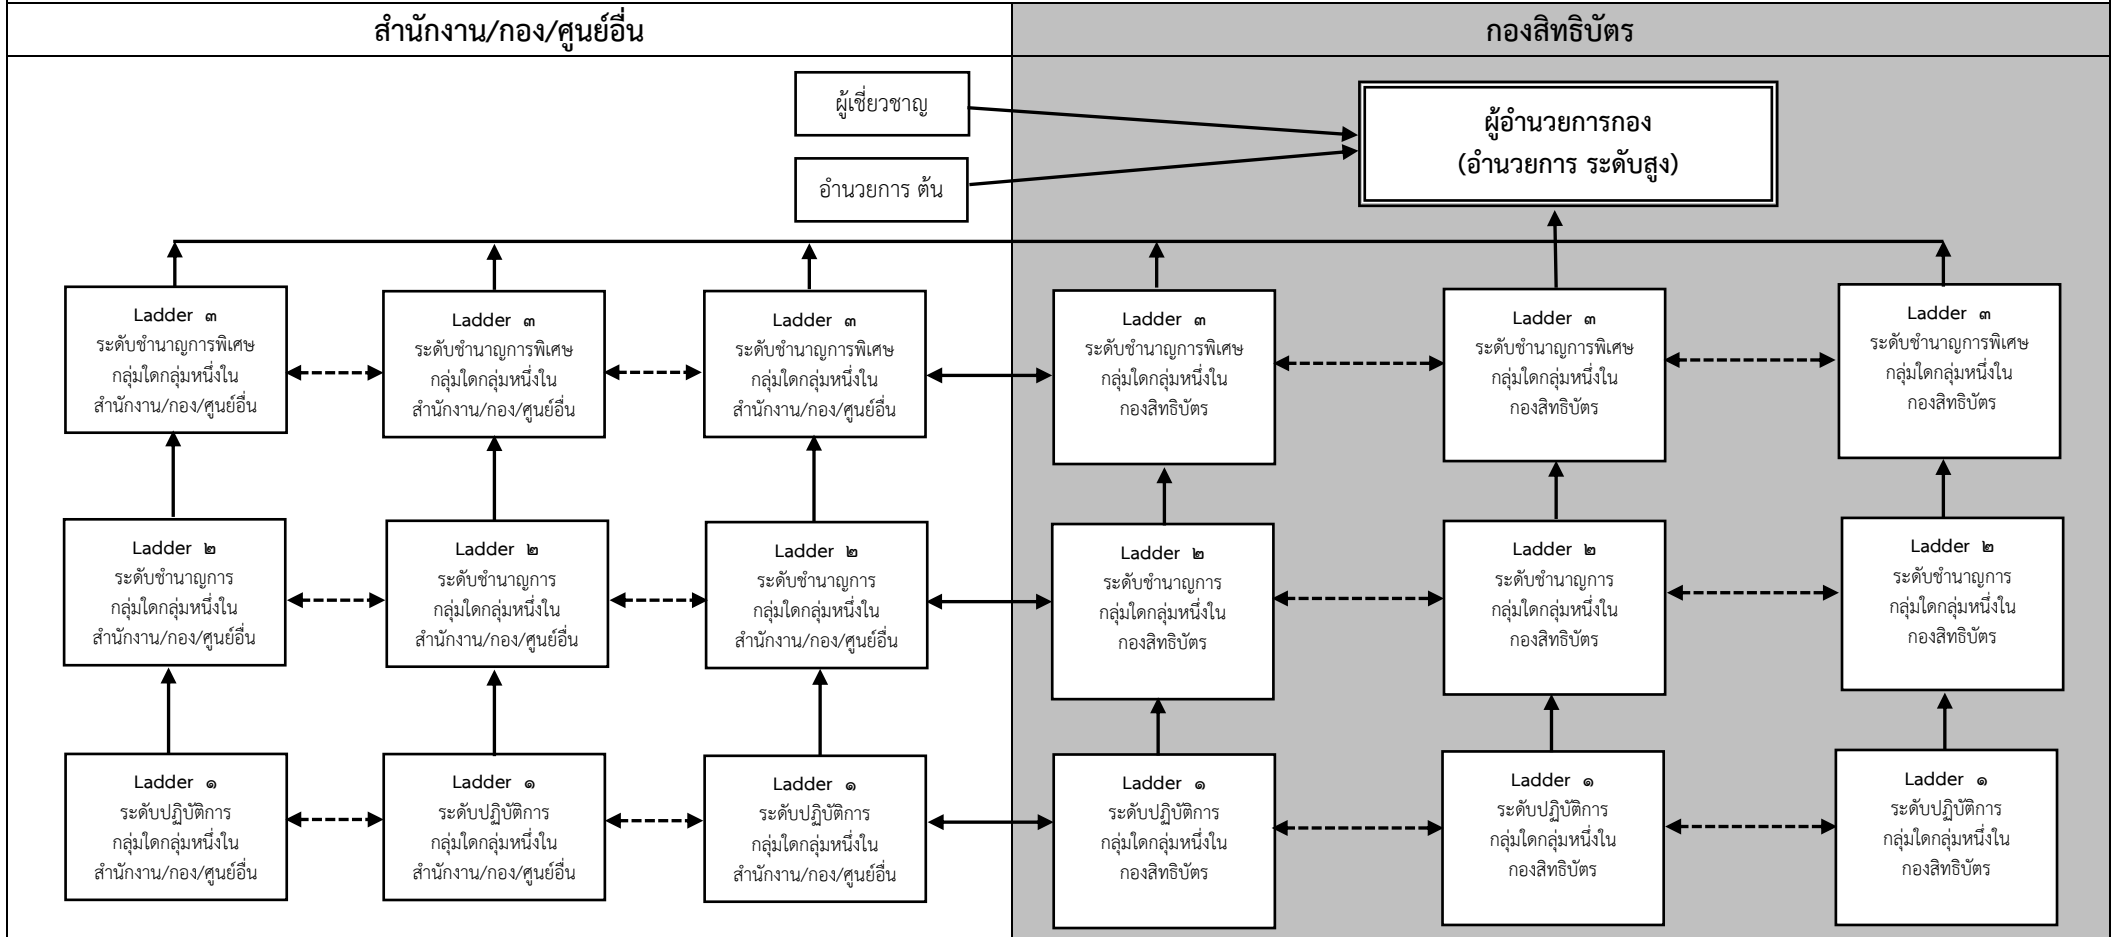 สำนักงาน/กอง/ศูนย์อื่น
กองสิทธิบัตร
ผู้เชี่ยวชาญ
อำนวยการ ต้น
ผู้อำนวยการกอง
(อำนวยการ ระดับสูง)
Ladder ๓
ระดับชำนาญการพิเศษ
กลุ่มใดกลุ่มหนึ่งใน
สำนักงาน/กอง/ศูนย์อื่น
Ladder ๓
ระดับชำนาญการพิเศษ
กลุ่มใดกลุ่มหนึ่งใน
สำนักงาน/กอง/ศูนย์อื่น
Ladder ๓
ระดับชำนาญการพิเศษ
กลุ่มใดกลุ่มหนึ่งใน
สำนักงาน/กอง/ศูนย์อื่น
Ladder ๓
ระดับชำนาญการพิเศษ
กลุ่มใดกลุ่มหนึ่งใน
กองสิทธิบัตร
Ladder ๓
ระดับชำนาญการพิเศษ
กลุ่มใดกลุ่มหนึ่งใน
กองสิทธิบัตร
Ladder ๓
ระดับชำนาญการพิเศษ
กลุ่มใดกลุ่มหนึ่งใน
กองสิทธิบัตร
Ladder ๒
ระดับชำนาญการ
กลุ่มใดกลุ่มหนึ่งใน
สำนักงาน/กอง/ศูนย์อื่น
Ladder ๒
ระดับชำนาญการ
กลุ่มใดกลุ่มหนึ่งใน
สำนักงาน/กอง/ศูนย์อื่น
Ladder ๒
ระดับชำนาญการ
กลุ่มใดกลุ่มหนึ่งใน
สำนักงาน/กอง/ศูนย์อื่น
Ladder ๒
ระดับชำนาญการ
กลุ่มใดกลุ่มหนึ่งใน
กองสิทธิบัตร
Ladder ๒
ระดับชำนาญการ
กลุ่มใดกลุ่มหนึ่งใน
กองสิทธิบัตร
Ladder ๒
ระดับชำนาญการ
กลุ่มใดกลุ่มหนึ่งใน
กองสิทธิบัตร
Ladder ๑
ระดับปฏิบัติการ
กลุ่มใดกลุ่มหนึ่งใน
สำนักงาน/กอง/ศูนย์อื่น
Ladder ๑
ระดับปฏิบัติการ
กลุ่มใดกลุ่มหนึ่งใน
สำนักงาน/กอง/ศูนย์อื่น
Ladder ๑
ระดับปฏิบัติการ
กลุ่มใดกลุ่มหนึ่งใน
สำนักงาน/กอง/ศูนย์อื่น
Ladder ๑
ระดับปฏิบัติการ
กลุ่มใดกลุ่มหนึ่งใน
กองสิทธิบัตร
Ladder ๑
ระดับปฏิบัติการ
กลุ่มใดกลุ่มหนึ่งใน
กองสิทธิบัตร
Ladder ๑
ระดับปฏิบัติการ
กลุ่มใดกลุ่มหนึ่งใน
กองสิทธิบัตร